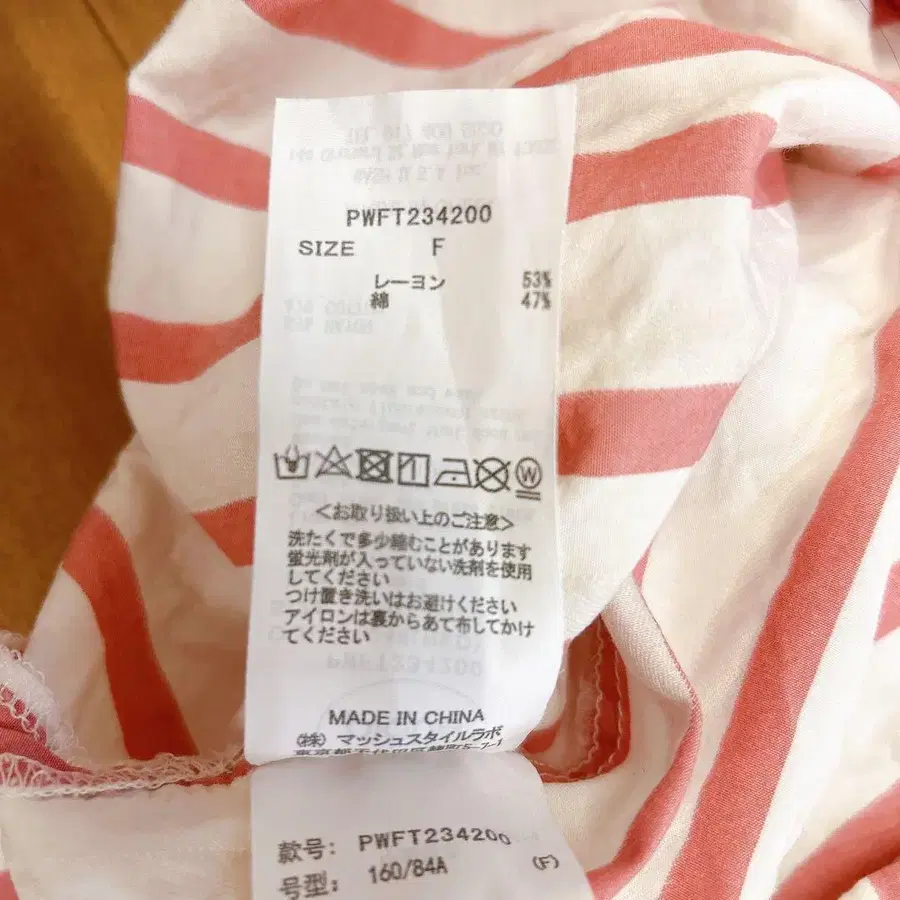 PWFT234200
SIZE F
レーヨン 53%
綿 47%
W
<お取り扱い上のご注意>
洗たくで多少縮むことがあります
蛍光剤が入っていない洗剤を使用
してください
つけ置き洗いはお避けください
アイロンは裏からあて布してかけ
てください
PWFT234200
MADE IN CHINA
(株) マッシュスタイルラボ
款号: PWFT234200
号型: 160/84A (F)